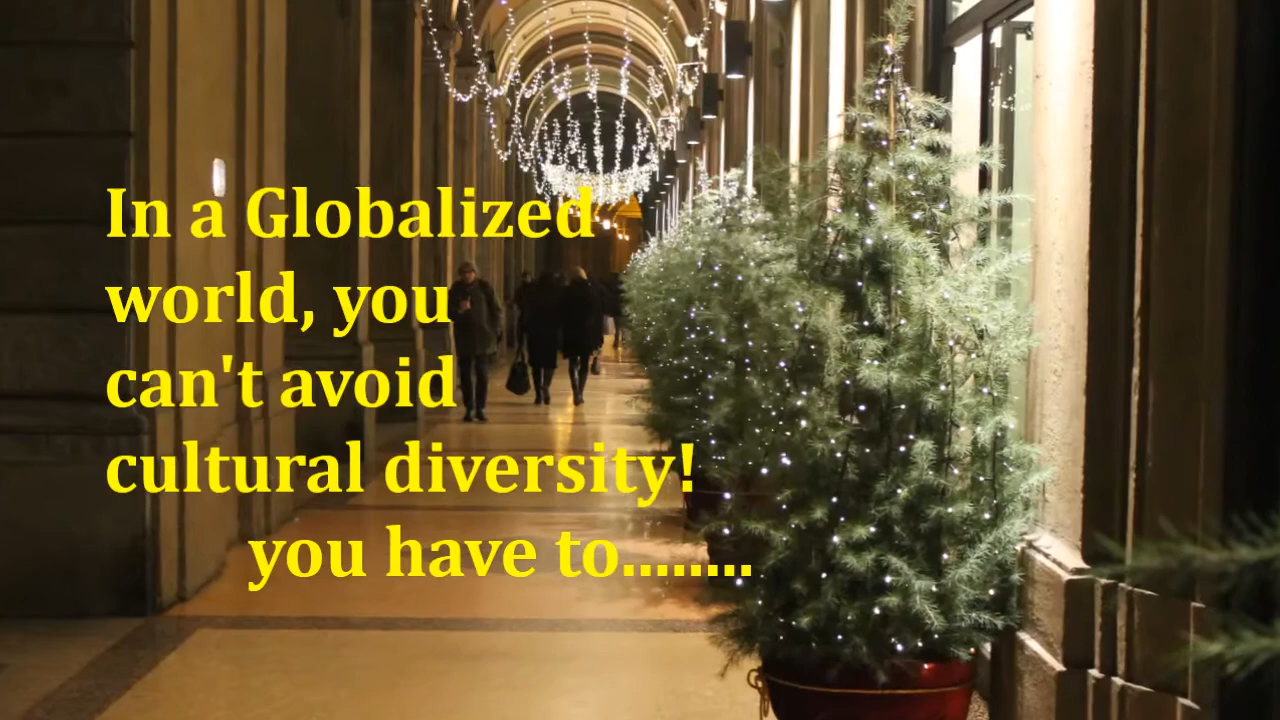 In a Globalized
world, you
can't avoid
cultural diversity!
you have to........